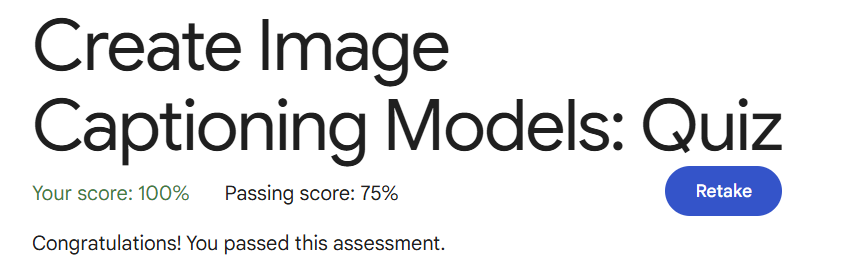 Create Image
Captioning Models: Quiz
Your score: 100% Passing score: 75% Retake
Congratulations! You passed this assessment.